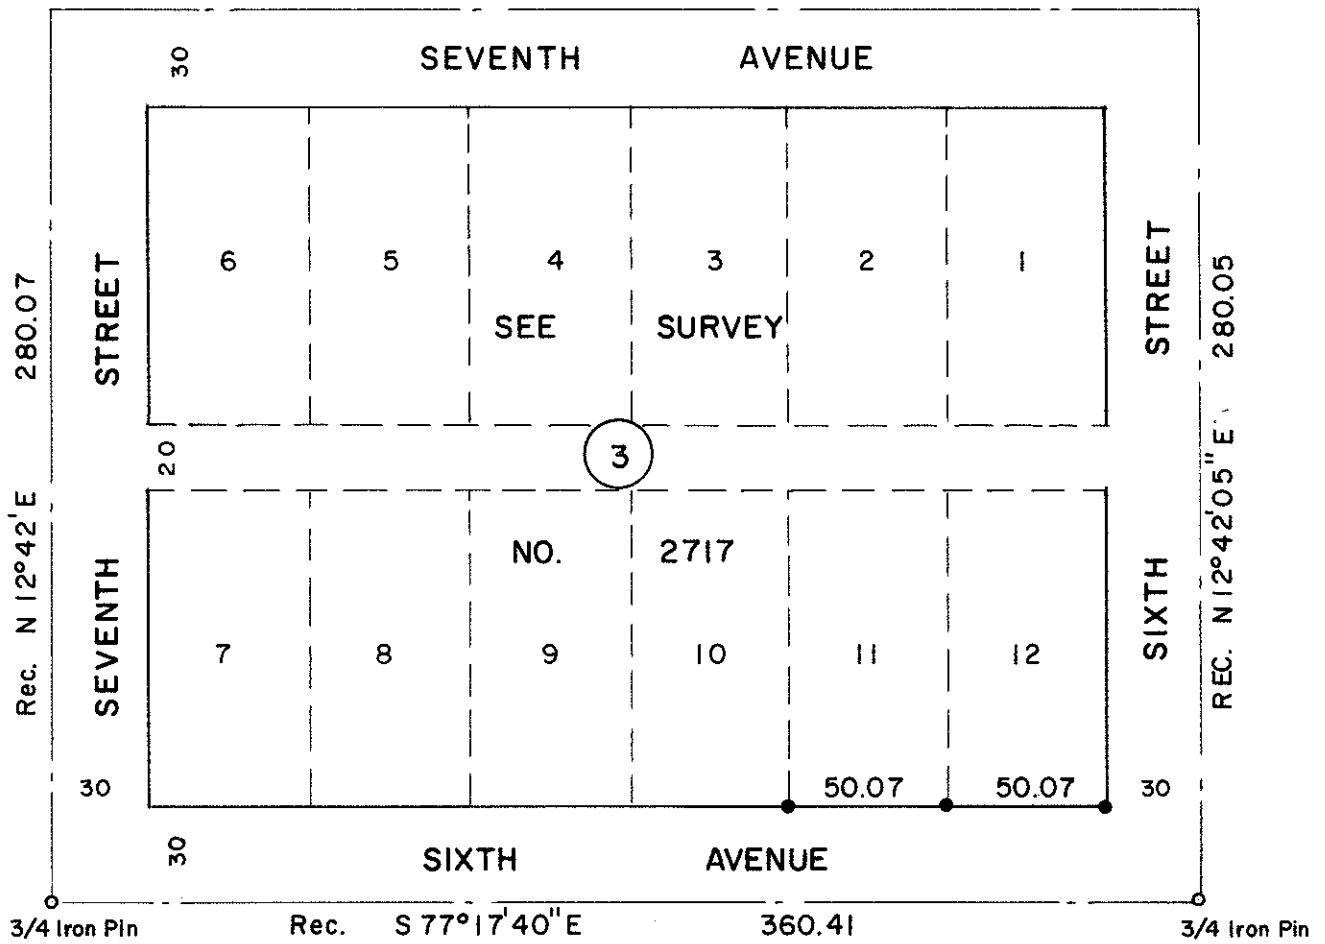 30
SEVENTH AVENUE
6 5 4 3 2 1
SEE SURVEY
STREET
STREET
280.07
280.05
20
3
NO. 2717
Rec. N 12°42'E
REC. N 12°42'05" E
SEVENTH
SIXTH
7 8 9 10 11 12
30
50.07 50.07
30
30
SIXTH AVENUE
3/4 Iron Pin
Rec. S 77°17'40" E 360.41
3/4 Iron Pin